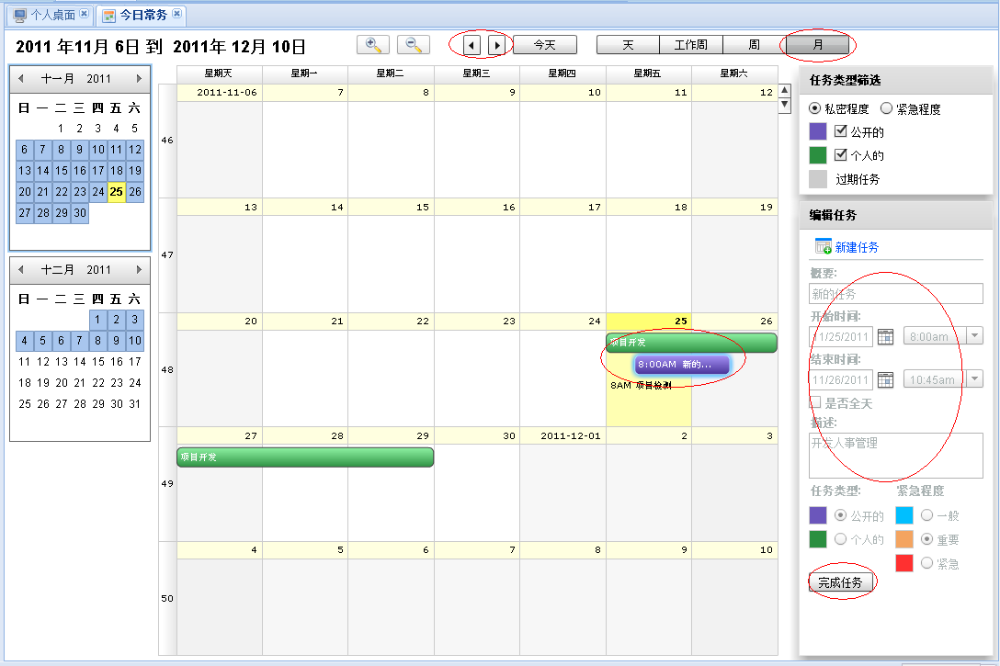 个人桌面 今日常务
2011 年11月 6日 到 2011年 12月 10日
今天 天 工作周 周 月
十一月 2011
日 一 二 三 四 五 六
1 2 3 4 5
6 7 8 9 10 11 12
13 14 15 16 17 18 19
20 21 22 23 24 25 26
27 28 29 30
十二月 2011
日 一 二 三 四 五 六
1 2 3
4 5 6 7 8 9 10
11 12 13 14 15 16 17
18 19 20 21 22 23 24
25 26 27 28 29 30 31
星期天 星期一 星期二 星期三 星期四 星期五 星期六
2011-11-06 7 8 9 10 11 12
46
13 14 15 16 17 18 19
47
20 21 22 23 24 25 26
项目开发
8:00AM 新的...
48
8AM 项目检测
27 28 29 30 2011-12-01 2 3
项目开发
49
4 5 6 7 8 9 10
50
任务类型筛选
私密程度 紧急程度
公开的
个人的
过期任务
编辑任务
新建任务
概要:
新的任务
开始时间:
11/25/2011 8:00am
结束时间:
11/26/2011 10:45am
是否全天
描述:
开发人事管理
任务类型: 紧急程度
公开的 一般
个人的 重要
紧急
完成任务